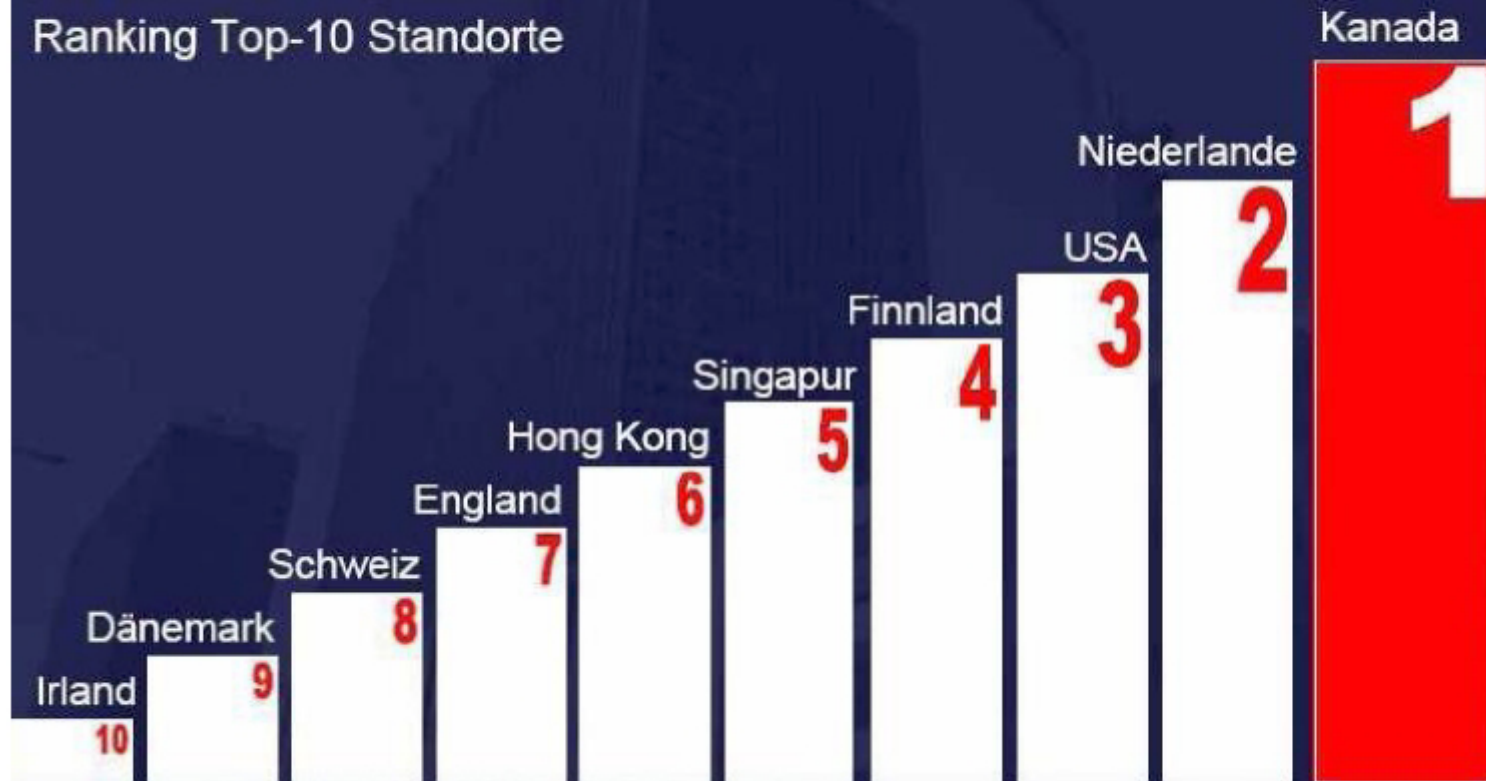 Ranking Top-10 Standorte
Kanada
1
Niederlande
2
USA
3
Finnland
4
Singapur
5
Hong Kong
6
England
7
Schweiz
8
Dänemark
9
Irland
10